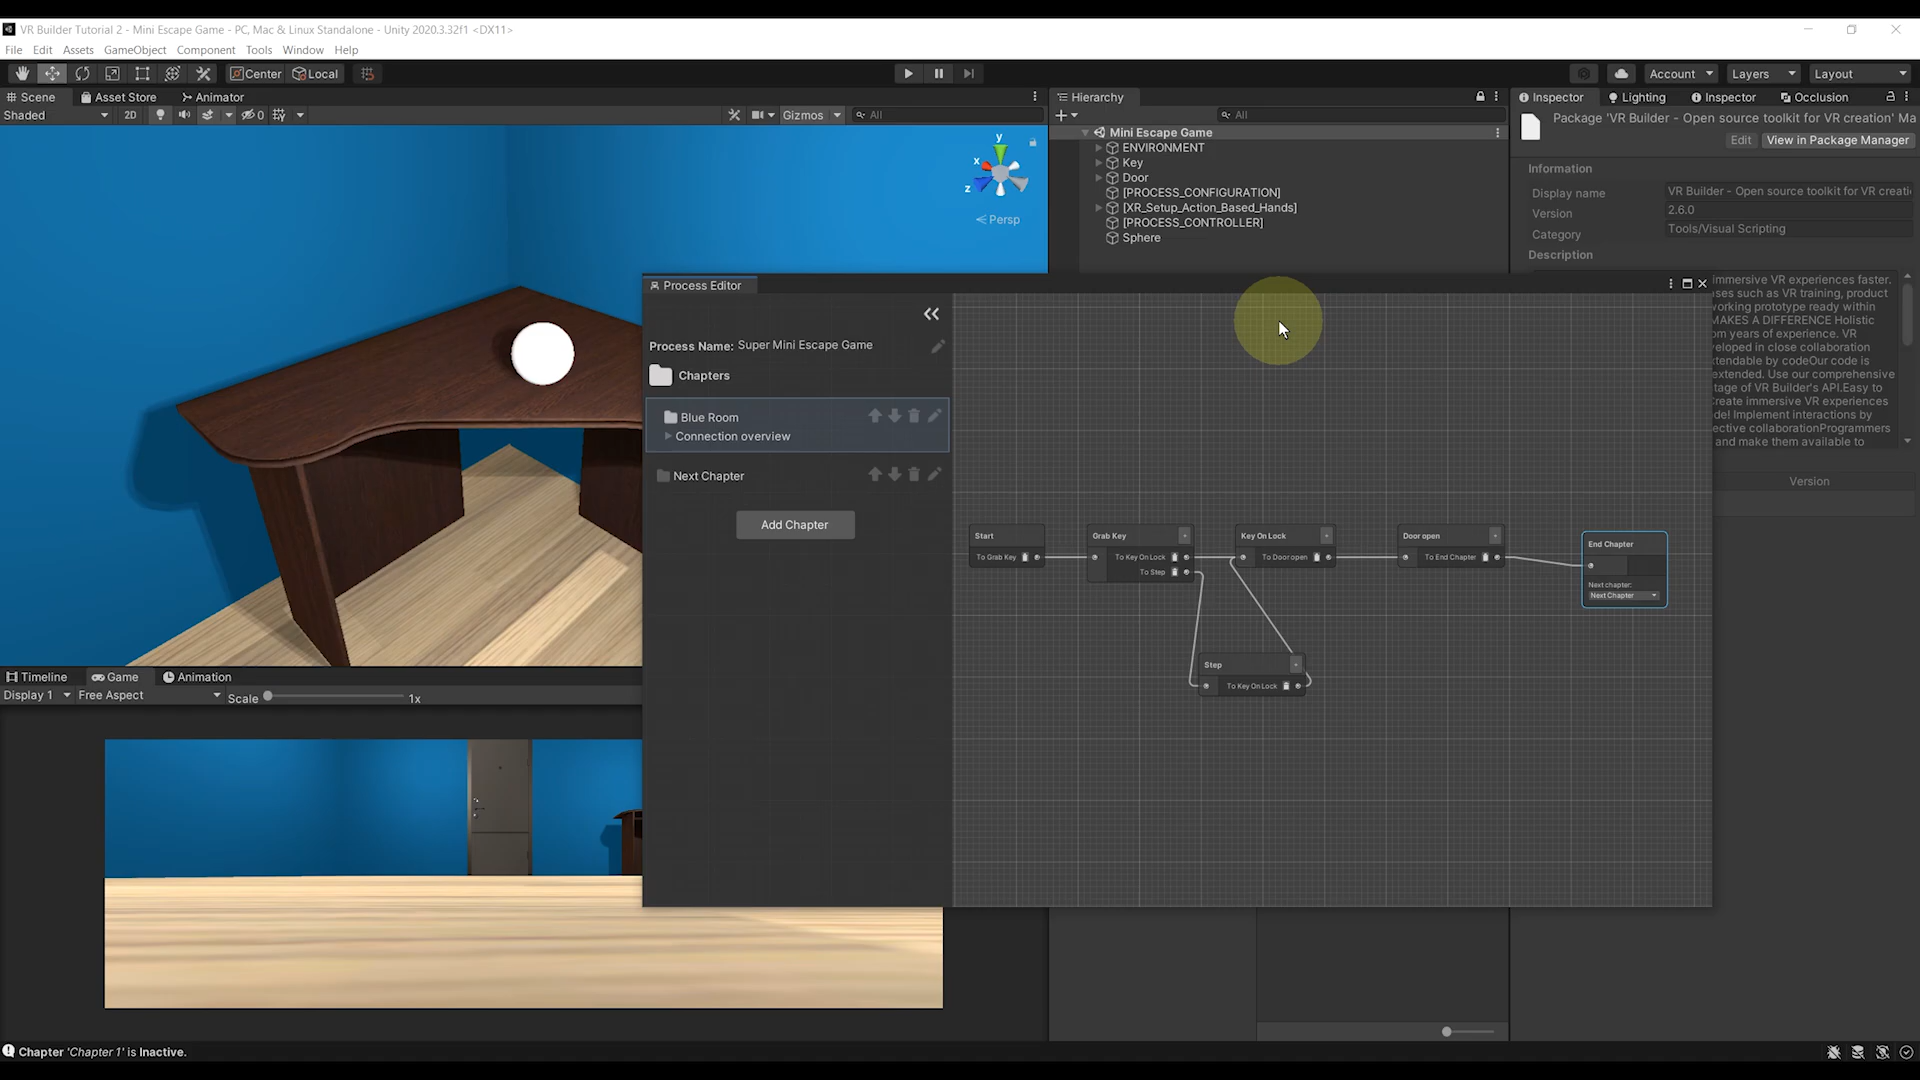 VR Builder Tutorial 2 - Mini Escape Game - PC, Mac & Linux Standalone - Unity 2020.3.32f1 <DX11>
File Edit Assets GameObject Component Tools Window Help
Center Local Account Layers Layout
Scene Asset Store Animator
Shaded 2D 0 Gizmos All
Hierarchy
All
Inspector Lighting Inspector Occlusion
Package 'VR Builder - Open source toolkit for VR creation' Ma
Edit View in Package Manager
Information
Display name VR Builder - Open source toolkit for VR creati
Version 2.6.0
Category Tools/Visual Scripting
Description
Mini Escape Game
ENVIRONMENT
Key
Door
[PROCESS_CONFIGURATION]
[XR_Setup_Action_Based_Hands]
[PROCESS_CONTROLLER]
Sphere
y
x
z
Persp
immersive VR experiences faster.
ses such as VR training, product
working prototype ready within
MAKES A DIFFERENCE Holistic
om years of experience. VR
veloped in close collaboration
tendable by codeOur code is
extended. Use our comprehensive
tage of VR Builder's API.Easy to
Create immersive VR experiences
de! Implement interactions by
ective collaborationProgrammers
and make them available to
Version
Process Editor
Process Name: Super Mini Escape Game
Chapters
Blue Room
Connection overview
Next Chapter
Add Chapter
Start
To Grab Key
Grab Key
To Key On Lock
To Step
Key On Lock
To Door open
Door open
To End Chapter
End Chapter
Next chapter:
Next Chapter
Step
To Key On Lock
Timeline Game Animation
Display 1 Free Aspect Scale 1x
Chapter 'Chapter 1' is Inactive.